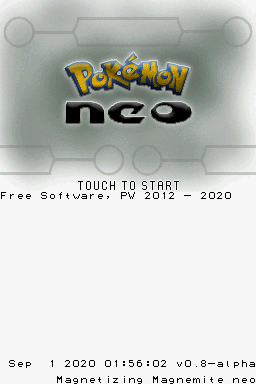 POKéMON
neo
TOUCH TO START
Free Software, PW 2012 – 2020
Sep  1 2020 01:56:02 v0.8-alpha
Magnetizing Magnemite neo